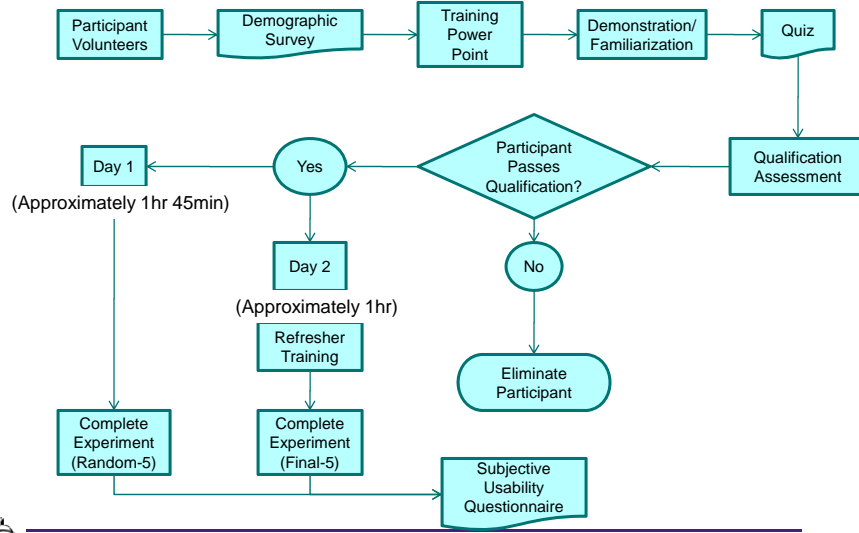 Participant
Volunteers
Demographic
Survey
Training
Power
Point
Demonstration/
Familiarization
Quiz
Qualification
Assessment
Participant
Passes
Qualification?
Yes
Day 1
(Approximately 1hr 45min)
No
Day 2
(Approximately 1hr)
Refresher
Training
Eliminate
Participant
Complete
Experiment
(Random-5)
Complete
Experiment
(Final-5)
Subjective
Usability
Questionnaire